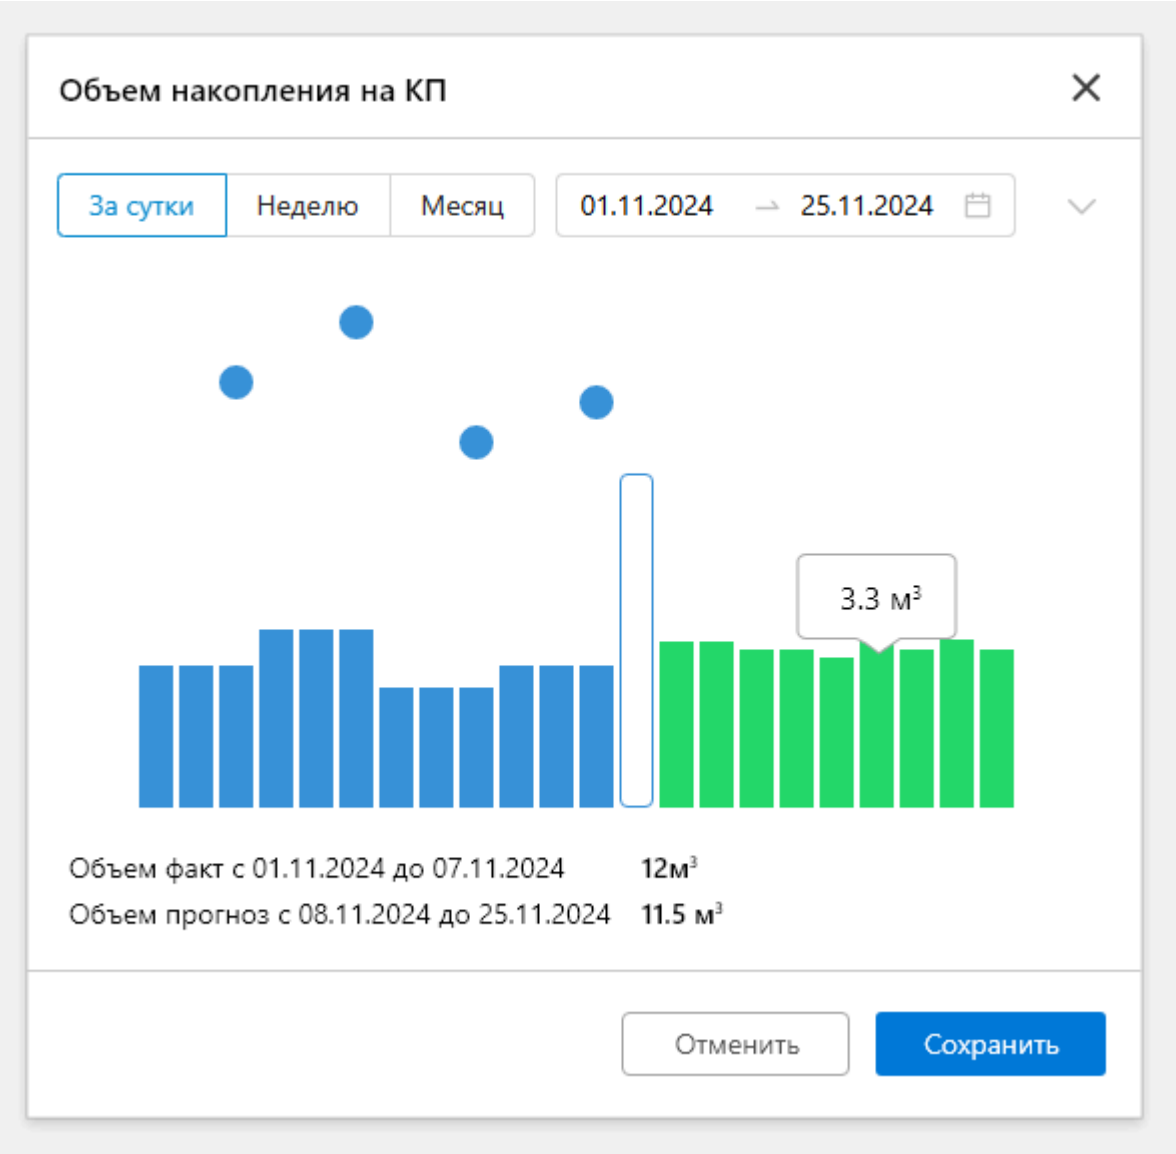 Объем накопления на КП
За сутки Неделю Месяц 01.11.2024 → 25.11.2024
3.3 м³
Объем факт с 01.11.2024 до 07.11.2024 12м³
Объем прогноз с 08.11.2024 до 25.11.2024 11.5 м³
Отменить Сохранить